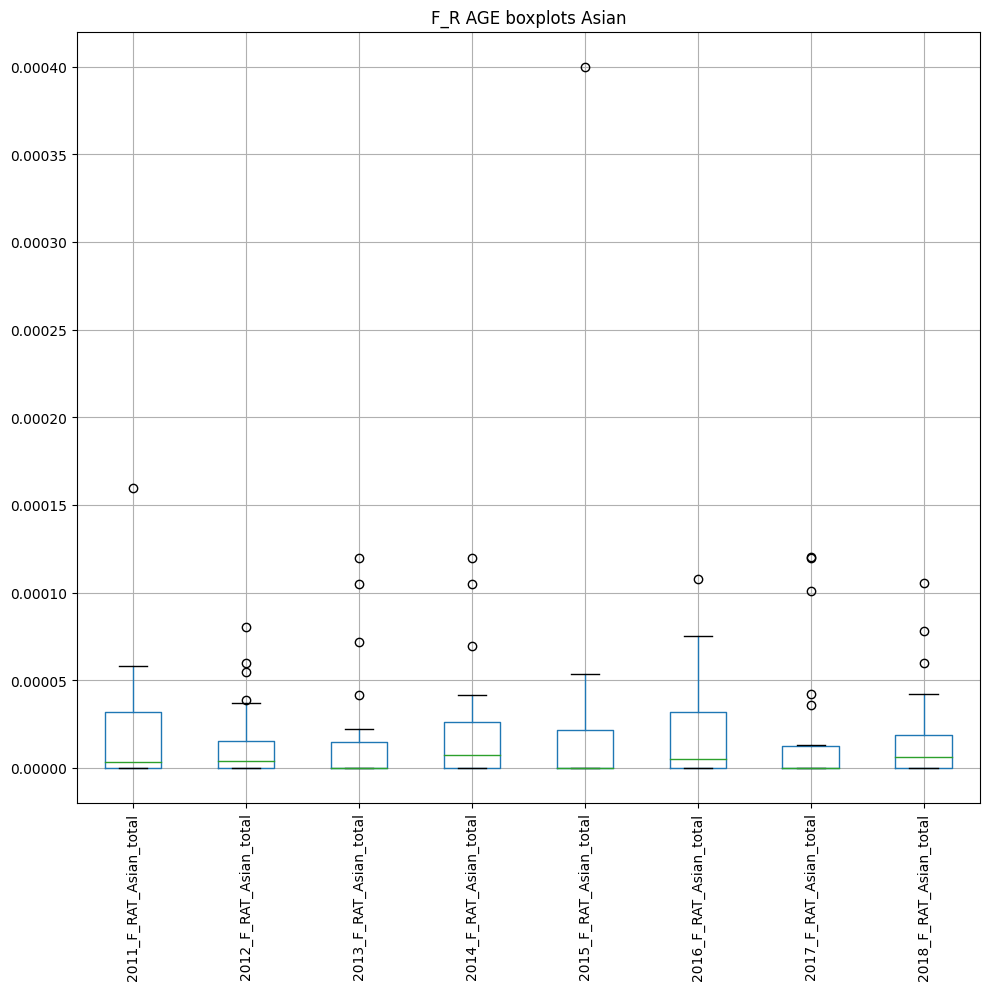 F_R AGE boxplots Asian
0.00040
0.00035
0.00030
0.00025
0.00020
0.00015
0.00010
0.00005
0.00000
2011_F_RAT_Asian_total
2012_F_RAT_Asian_total
2013_F_RAT_Asian_total
2014_F_RAT_Asian_total
2015_F_RAT_Asian_total
2016_F_RAT_Asian_total
2017_F_RAT_Asian_total
2018_F_RAT_Asian_total